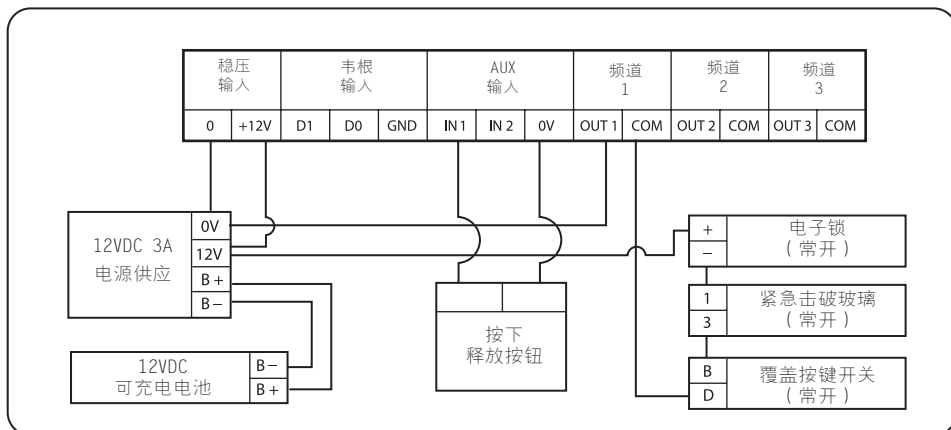 稳压
输入
韦根
输入
AUX
输入
频道
1
频道
2
频道
3
0
+12V
D1
D0
GND
IN 1
IN 2
0V
OUT 1
COM
OUT 2
COM
OUT 3
COM
12VDC 3A
电源供应
0V
12V
B+
B−
12VDC
可充电电池
B−
B+
按下
释放按钮
+
−
电子锁
(常开)
1
3
紧急击破玻璃
(常开)
B
D
覆盖按键开关
(常开)